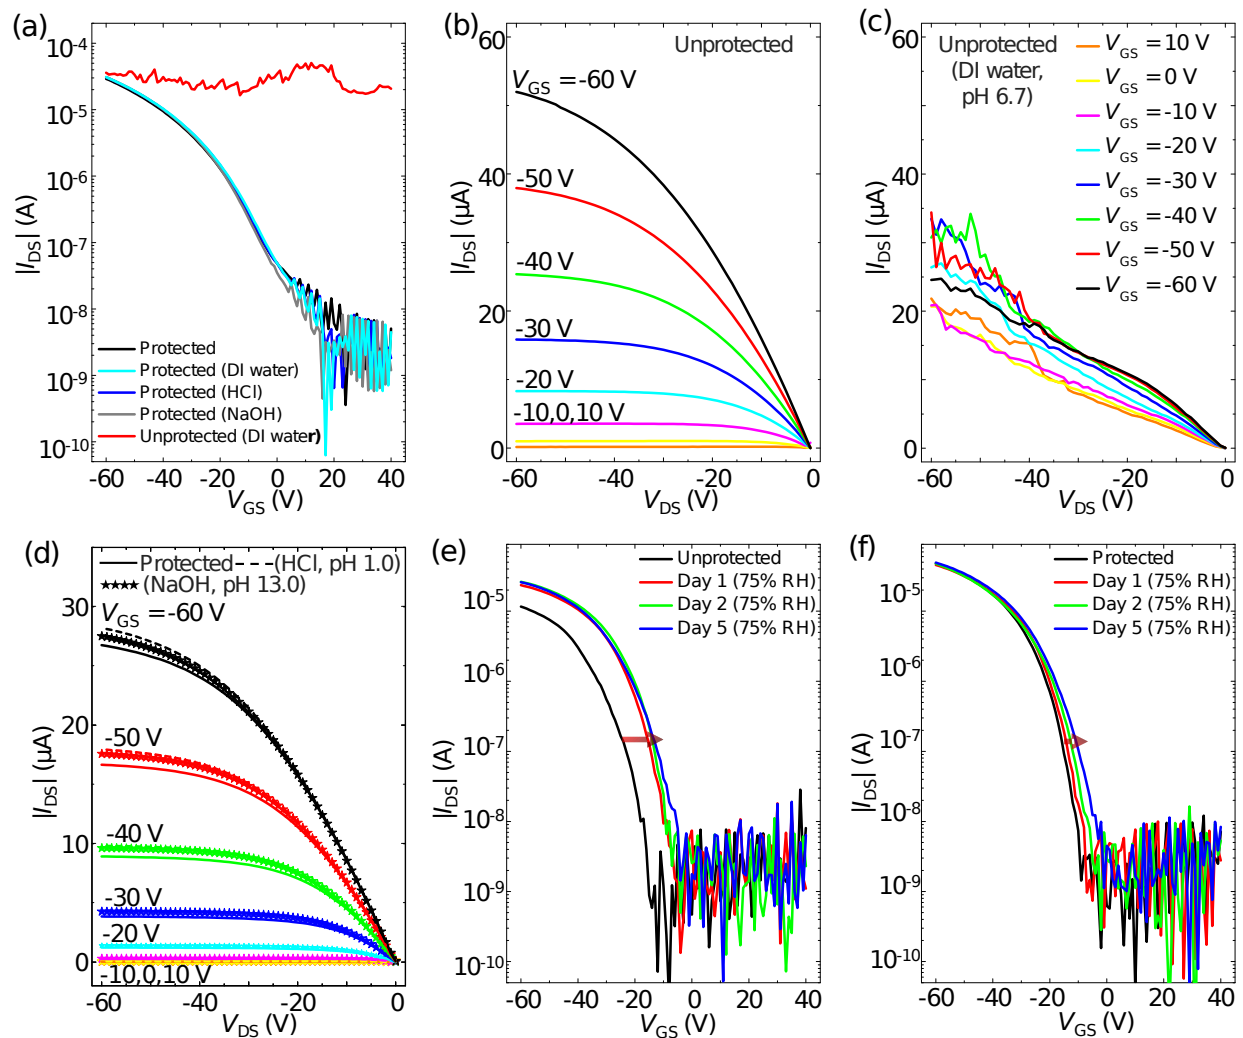 (a)
10⁻⁴
10⁻⁵
10⁻⁶
10⁻⁷
10⁻⁸
10⁻⁹
10⁻¹⁰
|I_DS| (A)
Protected
Protected (DI water)
Protected (HCl)
Protected (NaOH)
Unprotected (DI water)
-60 -40 -20 0 20 40
V_GS (V)
(b)
Unprotected
60
40
20
0
|I_DS| (μA)
V_GS = -60 V
-50 V
-40 V
-30 V
-20 V
-10,0,10 V
-60 -40 -20 0
V_DS (V)
(c)
Unprotected
(DI water,
pH 6.7)
V_GS = 10 V
V_GS = 0 V
V_GS = -10 V
V_GS = -20 V
V_GS = -30 V
V_GS = -40 V
V_GS = -50 V
V_GS = -60 V
60
40
20
0
|I_DS| (μA)
-60 -40 -20 0
V_DS (V)
(d)
Protected (HCl, pH 1.0)
(NaOH, pH 13.0)
V_GS = -60 V
-50 V
-40 V
-30 V
-20 V
-10,0,10 V
30
20
10
0
|I_DS| (μA)
-60 -40 -20 0
V_DS (V)
(e)
Unprotected
Day 1 (75% RH)
Day 2 (75% RH)
Day 5 (75% RH)
10⁻⁵
10⁻⁶
10⁻⁷
10⁻⁸
10⁻⁹
10⁻¹⁰
|I_DS| (A)
-60 -40 -20 0 20 40
V_GS (V)
(f)
Protected
Day 1 (75% RH)
Day 2 (75% RH)
Day 5 (75% RH)
10⁻⁵
10⁻⁶
10⁻⁷
10⁻⁸
10⁻⁹
10⁻¹⁰
|I_DS| (A)
-60 -40 -20 0 20 40
V_GS (V)